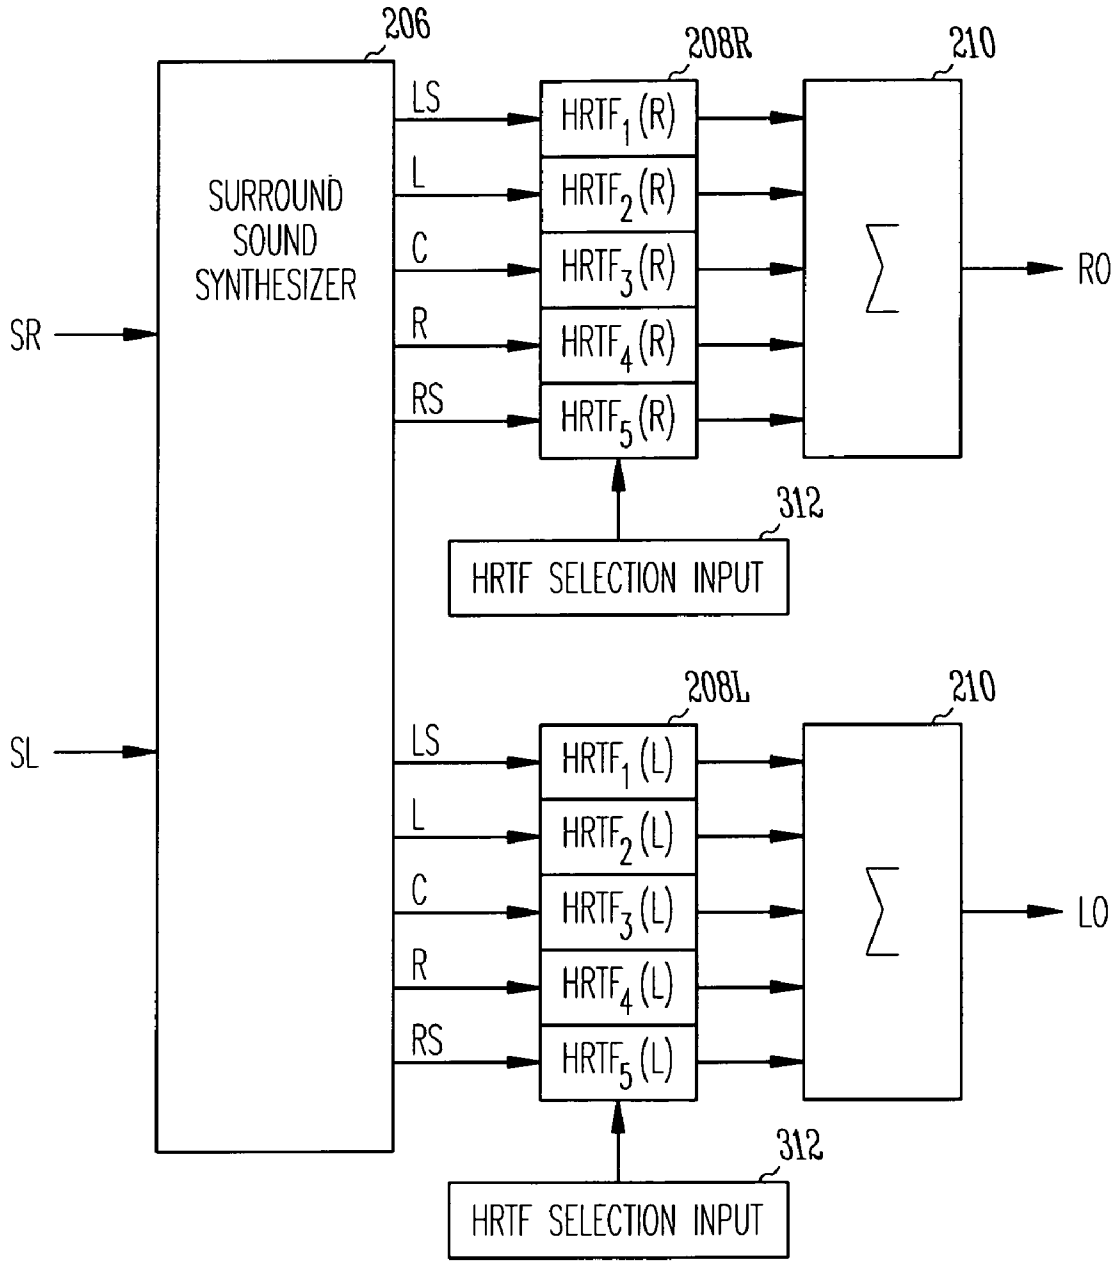 206
208R
210
SURROUND
SOUND
SYNTHESIZER
LS
L
C
R
RS
HRTF1(R)
HRTF2(R)
HRTF3(R)
HRTF4(R)
HRTF5(R)
Σ
RO
SR
312
HRTF SELECTION INPUT
SL
208L
210
LS
L
C
R
RS
HRTF1(L)
HRTF2(L)
HRTF3(L)
HRTF4(L)
HRTF5(L)
Σ
LO
312
HRTF SELECTION INPUT